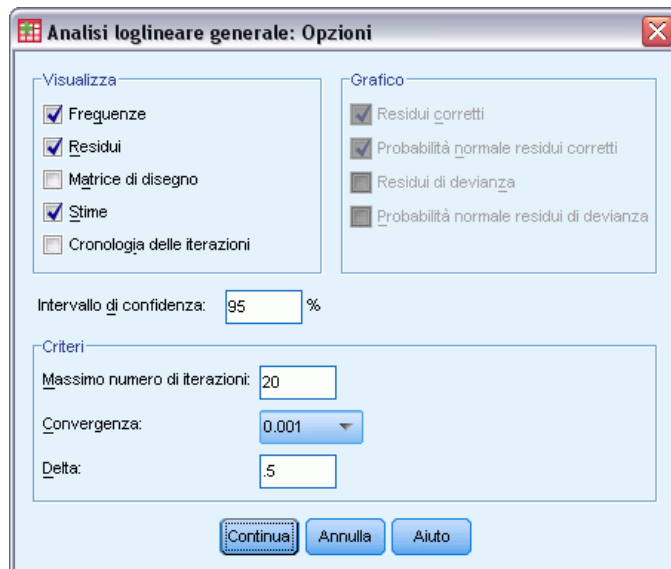 Analisi loglineare generale: Opzioni
Visualizza
Frequenze
Residui
Matrice di disegno
Stime
Cronologia delle iterazioni
Grafico
Residui corretti
Probabilità normale residui corretti
Residui di devianza
Probabilità normale residui di devianza
Intervallo di confidenza: 95 %
Criteri
Massimo numero di iterazioni: 20
Convergenza: 0.001
Delta: .5
Continua Annulla Aiuto